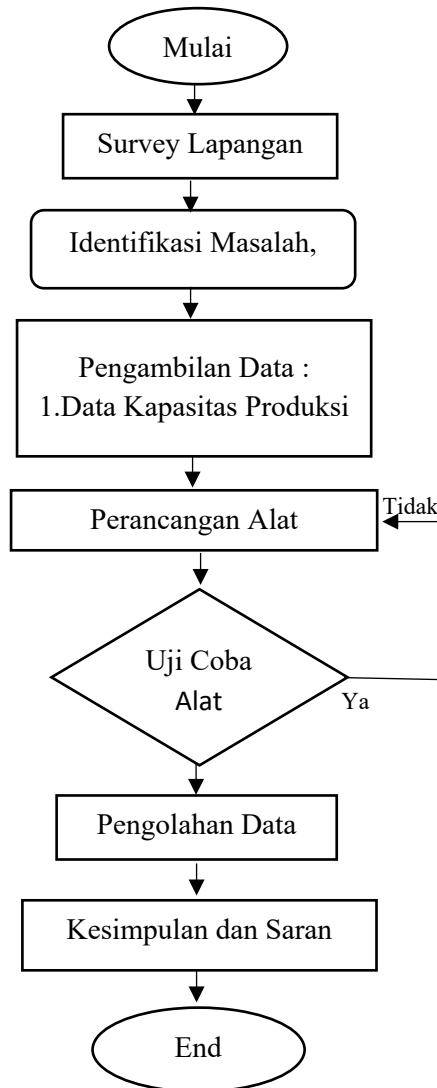 Mulai
Survey Lapangan
Identifikasi Masalah,
Pengambilan Data :
1.Data Kapasitas Produksi
Perancangan Alat
Tidak
Uji Coba
Alat
Ya
Pengolahan Data
Kesimpulan dan Saran
End